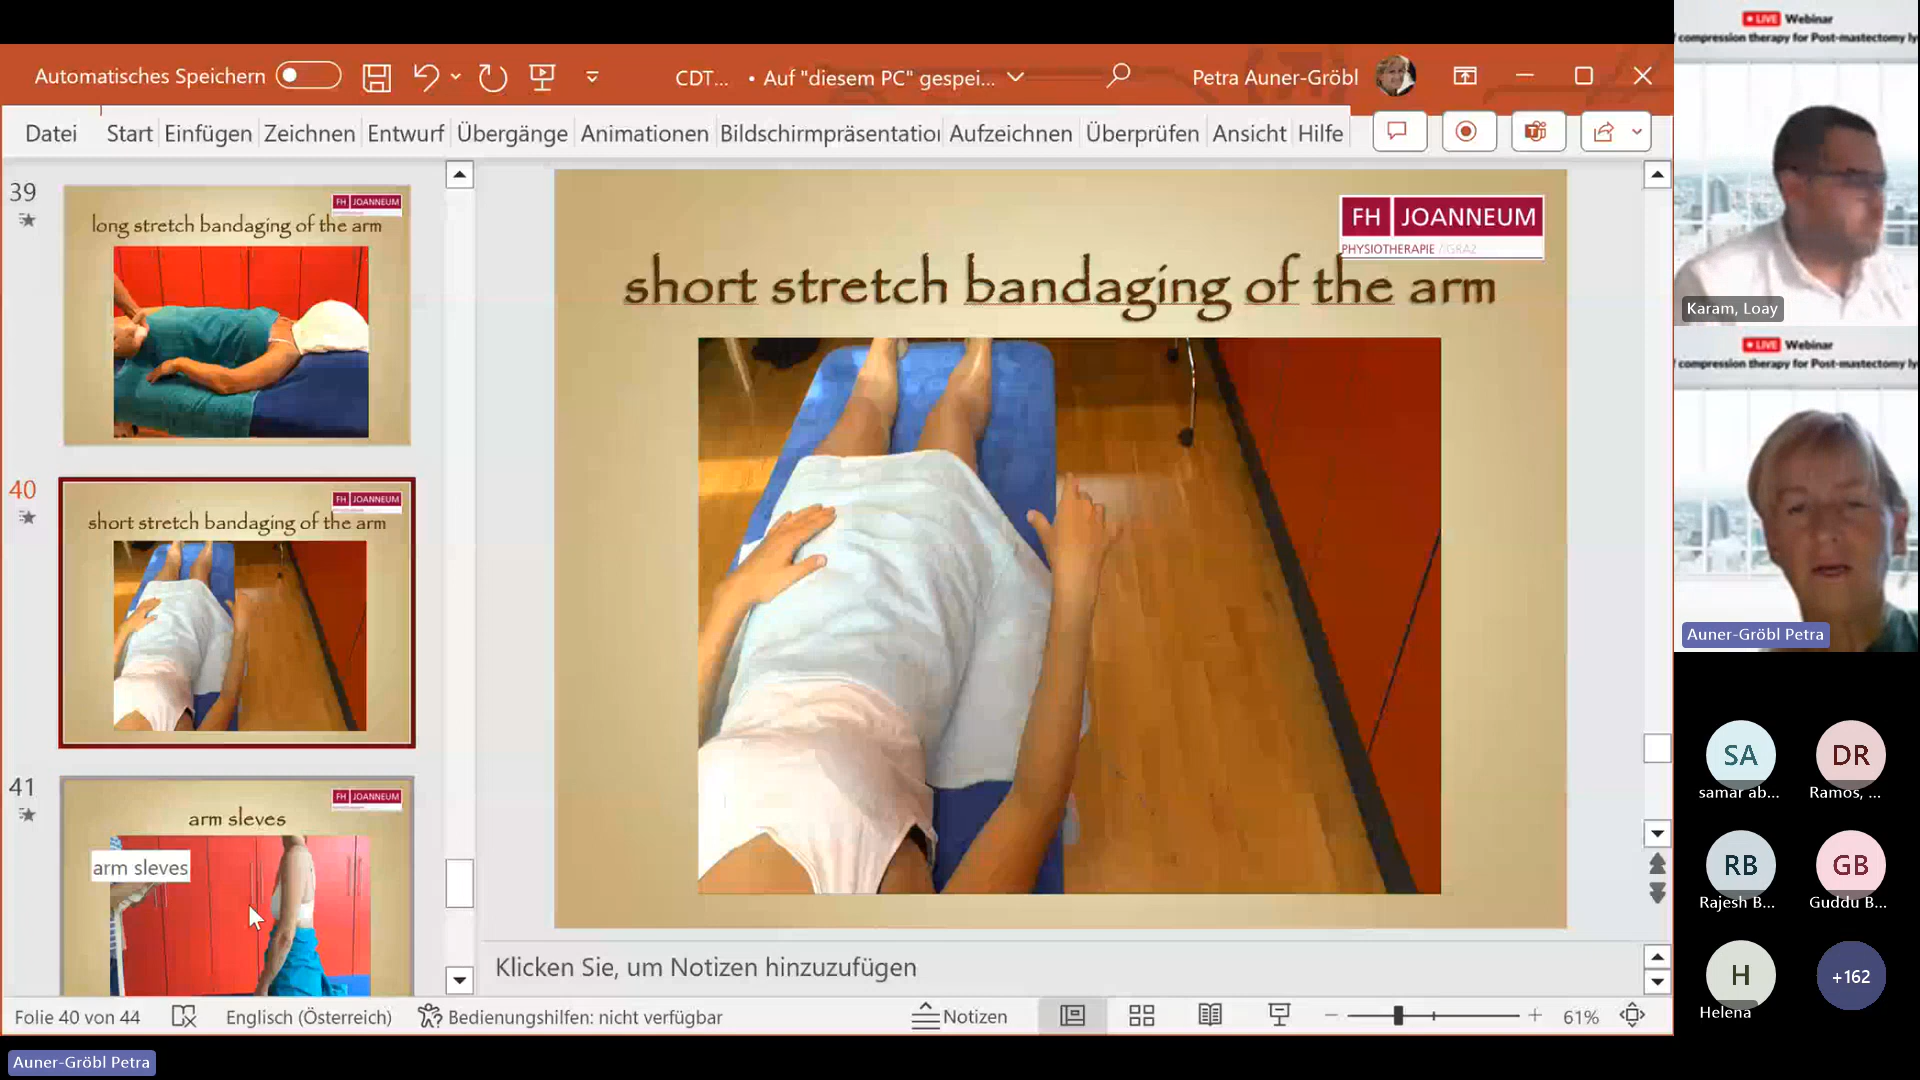 Automatisches Speichern
CDT... • Auf "diesem PC" gespei...
Petra Auner-Gröbl
Datei Start Einfügen Zeichnen Entwurf Übergänge Animationen Bildschirmpräsentation Aufzeichnen Überprüfen Ansicht Hilfe
39
FH JOANNEUM
long stretch bandaging of the arm
40
FH JOANNEUM
short stretch bandaging of the arm
41
FH JOANNEUM
arm sleves
arm sleves
FH JOANNEUM
PHYSIOTHERAPIE / GRAZ
short stretch bandaging of the arm
Klicken Sie, um Notizen hinzuzufügen
Folie 40 von 44
Englisch (Österreich)
Bedienungshilfen: nicht verfügbar
Notizen
61%
Auner-Gröbl Petra
LIVE Webinar
compression therapy for Post-mastectomy ly
Karam, Loay
LIVE Webinar
compression therapy for Post-mastectomy ly
Auner-Gröbl Petra
SA
samar ab...
DR
Ramos, ...
RB
Rajesh B...
GB
Guddu B...
H
Helena
+162